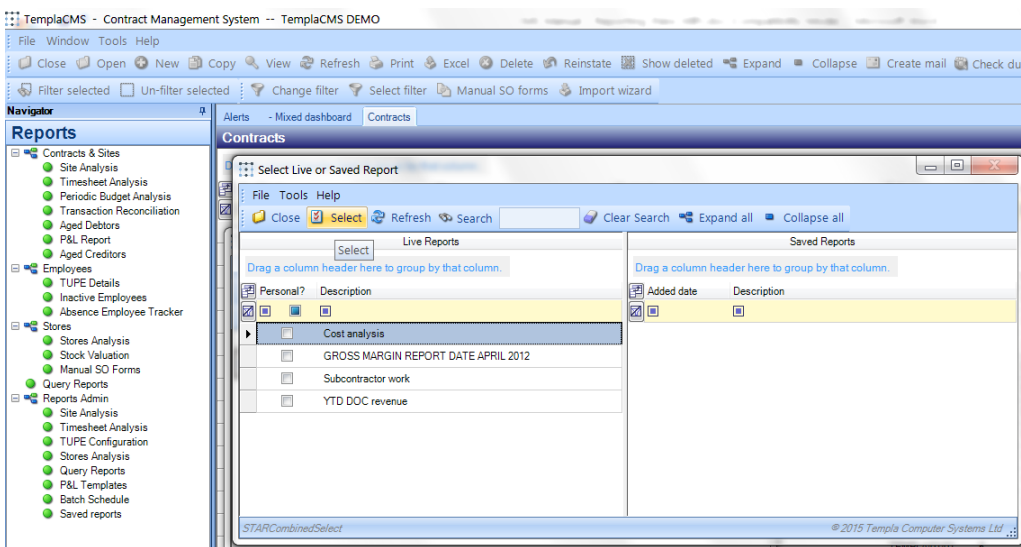 TemplaCMS - Contract Management System -- TemplaCMS DEMO
File Window Tools Help
Close Open New Copy View Refresh Print Excel Delete Reinstate Show deleted Expand Collapse Create mail Check du
Filter selected Un-filter selected Change filter Select filter Manual SO forms Import wizard
Navigator
Alerts - Mixed dashboard Contracts
Reports
Contracts
Contracts & Sites
Site Analysis
Timesheet Analysis
Periodic Budget Analysis
Transaction Reconciliation
Aged Debtors
P&L Report
Aged Creditors
Employees
TUPE Details
Inactive Employees
Absence Employee Tracker
Stores
Stores Analysis
Stock Valuation
Manual SO Forms
Query Reports
Reports Admin
Site Analysis
Timesheet Analysis
TUPE Configuration
Stores Analysis
Query Reports
P&L Templates
Batch Schedule
Saved reports
Select Live or Saved Report
File Tools Help
Close Select Refresh Search Clear Search Expand all Collapse all
Live Reports
Select
Drag a column header here to group by that column.
Personal? Description
Cost analysis
GROSS MARGIN REPORT DATE APRIL 2012
Subcontractor work
YTD DOC revenue
Saved Reports
Drag a column header here to group by that column.
Added date Description
STARCombinedSelect
© 2015 Templa Computer Systems Ltd